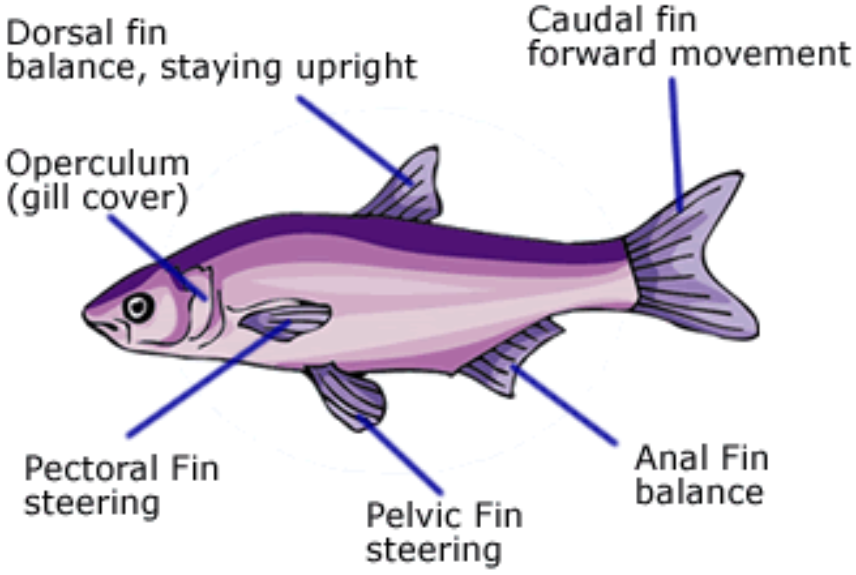 Dorsal fin
balance, staying upright
Caudal fin
forward movement
Operculum
(gill cover)
Pectoral Fin
steering
Pelvic Fin
steering
Anal Fin
balance